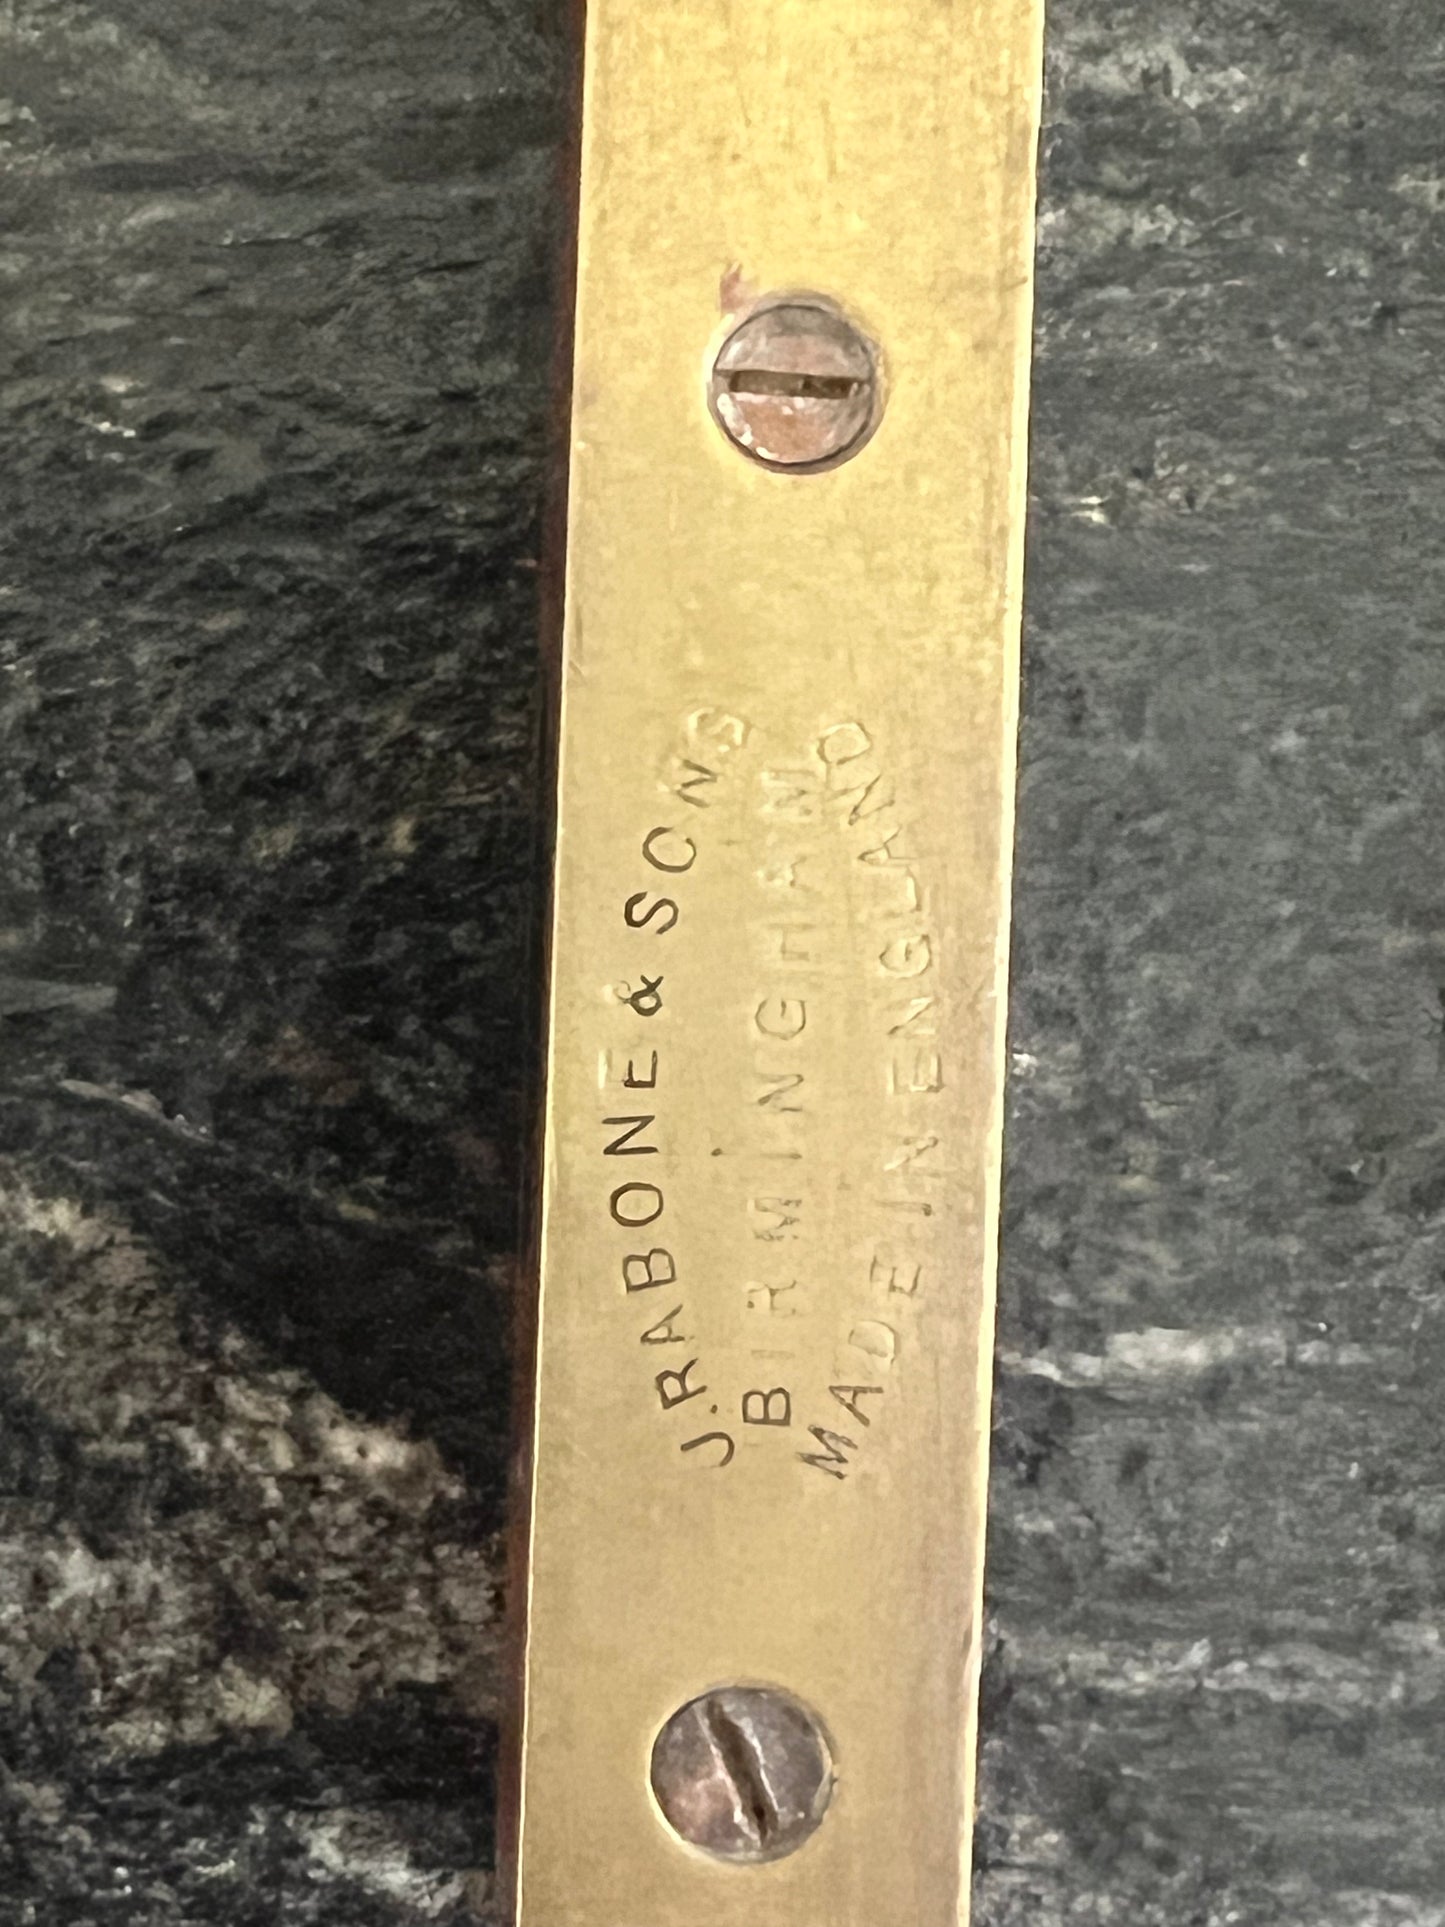 J. RABONE & SONS
BIRMINGHAM
MADE IN ENGLAND